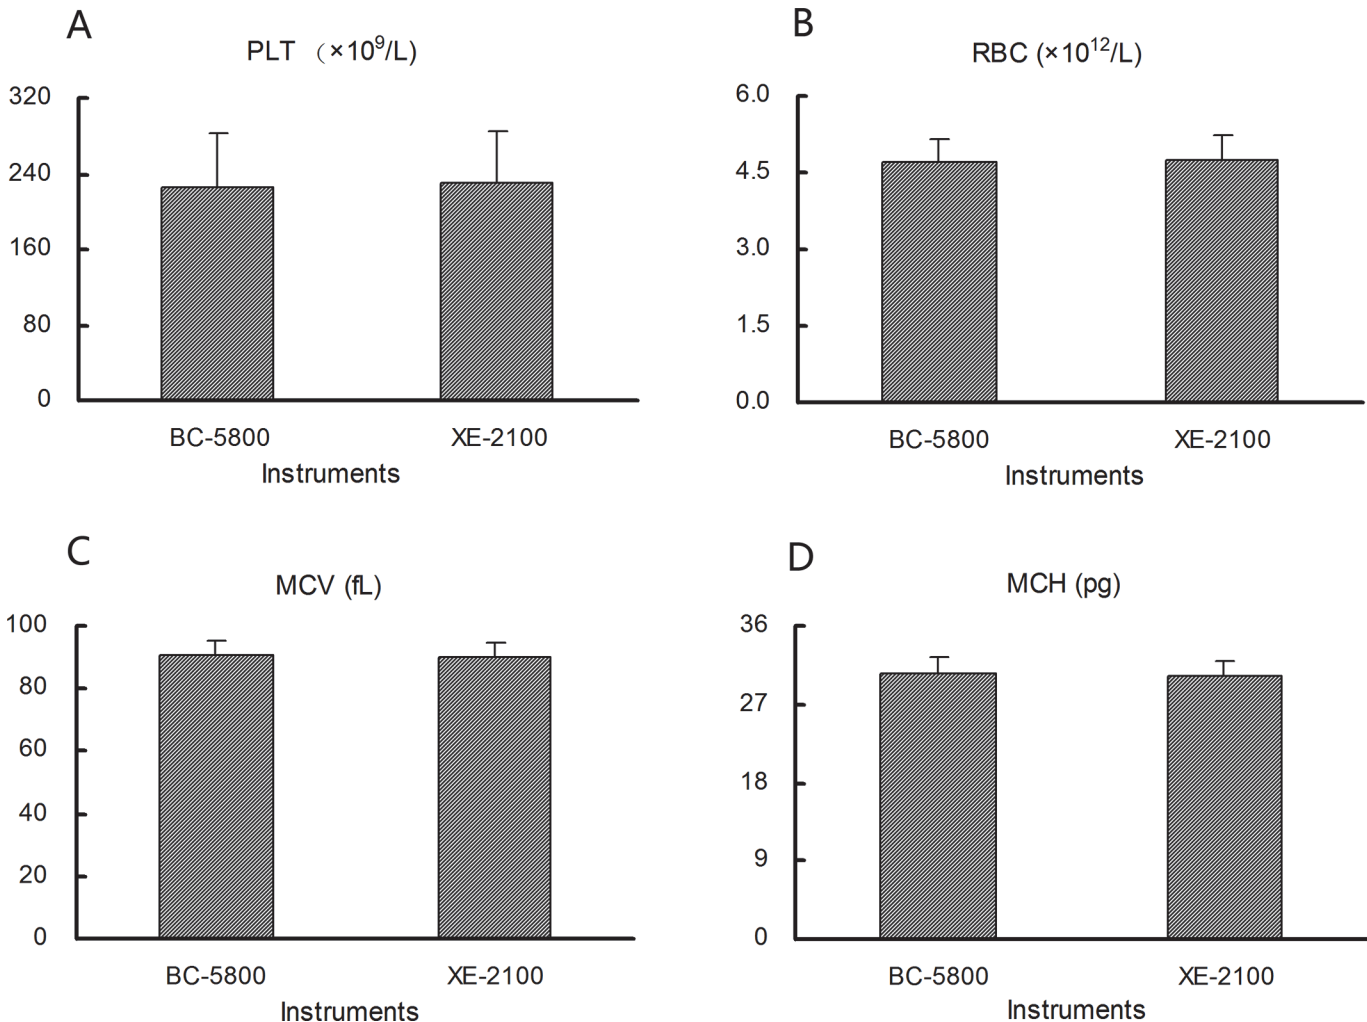 A
PLT （×10⁹/L)
320
240
160
80
0
BC-5800 XE-2100
Instruments
B
RBC (×10¹²/L)
6.0
4.5
3.0
1.5
0.0
BC-5800 XE-2100
Instruments
C
MCV (fL)
100
80
60
40
20
0
BC-5800 XE-2100
Instruments
D
MCH (pg)
36
27
18
9
0
BC-5800 XE-2100
Instruments